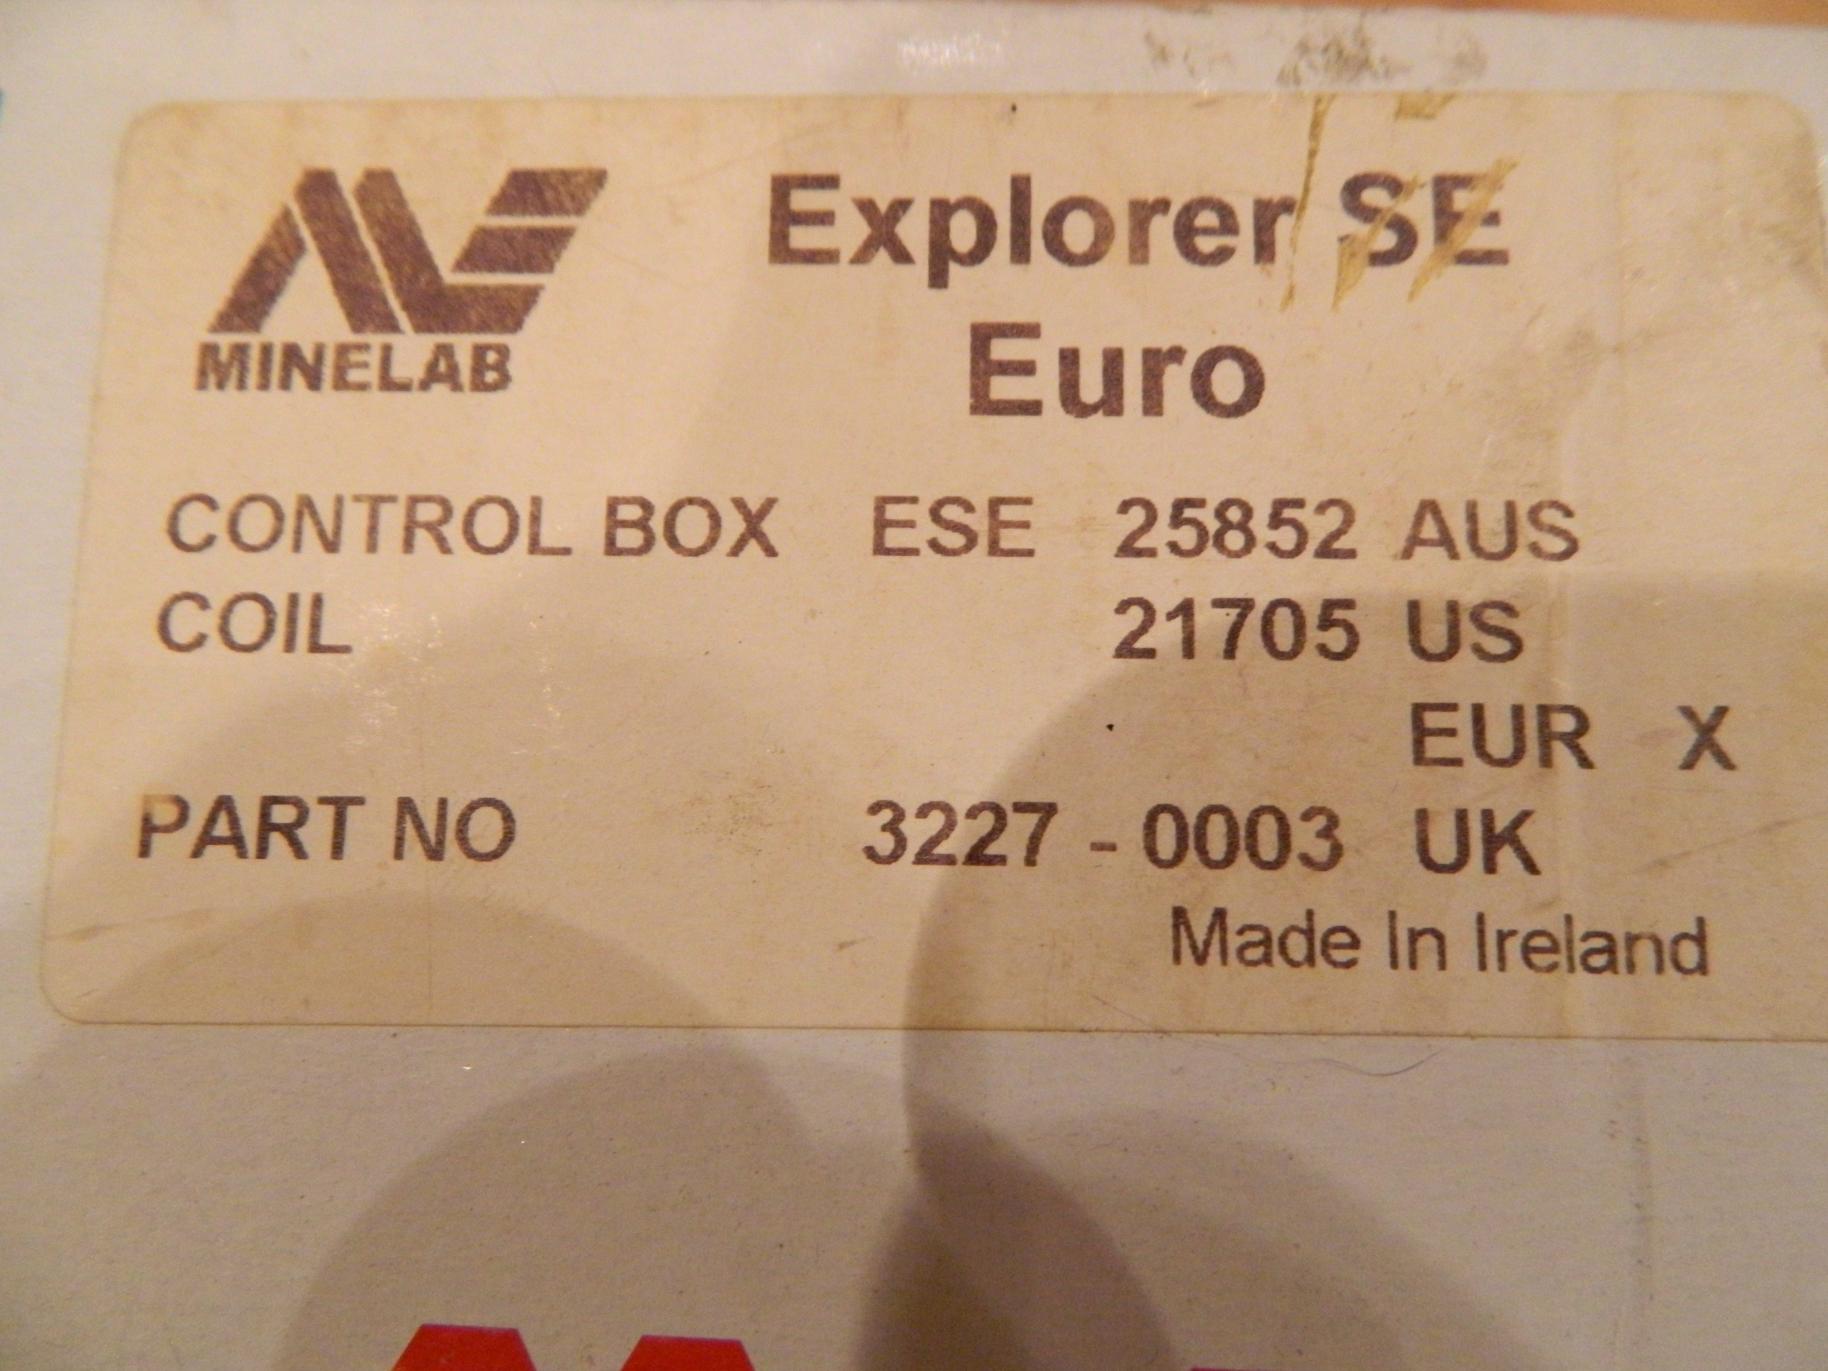 Explorer SE
MINELAB
Euro
CONTROL BOX ESE 25852 AUS
COIL 21705 US
EUR X
PART NO 3227 - 0003 UK
Made In Ireland